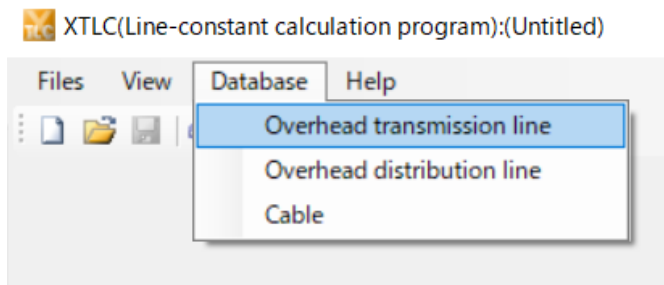 XTLC(Line-constant calculation program):(Untitled)
Files View Database Help
Overhead transmission line
Overhead distribution line
Cable